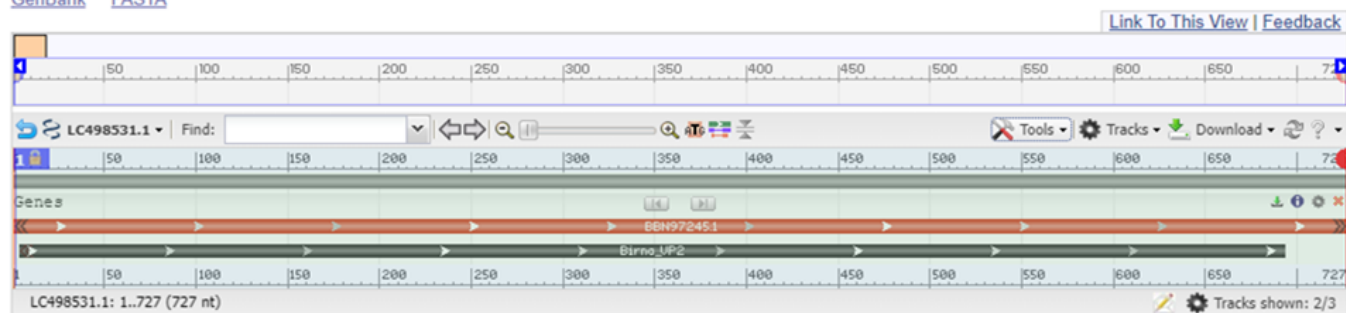 GenBank FASTA
Link To This View | Feedback
50 100 150 200 250 300 350 400 450 500 550 600 650 72
LC498531.1 Find: Tools Tracks Download ?
1 50 100 150 200 250 300 350 400 450 500 550 600 650 72
Genes
BBN97245.1
Birna_VP2
1 50 100 150 200 250 300 350 400 450 500 550 600 650 727
LC498531.1: 1..727 (727 nt) Tracks shown: 2/3